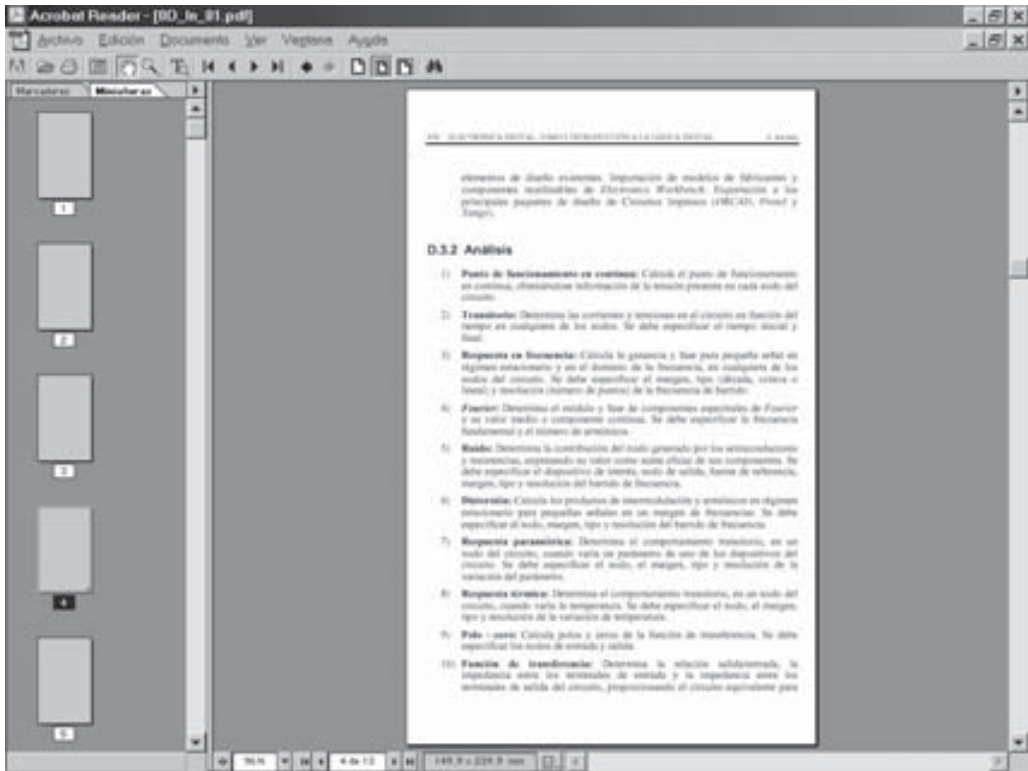 Acrobat Reader - [BD_In_01.pdf]
Archivo Edición Documento Ver Ventana Ayuda
Marcadores Miniaturas
1
2
3
4
5
ELECTRÓNICA DIGITAL. INTRODUCCIÓN A LA LÓGICA DIGITAL
elementos de diseño existentes. Importación de modelos de fabricantes y
componentes reutilizables de Electronics Workbench. Exportación a los
principales paquetes de diseño de Circuitos Impresos (ORCAD, Protel y
Tango).
D.3.2 Análisis
1) Punto de funcionamiento en continua: Calcula el punto de funcionamiento
en continua, obteniéndose información de la tensión presente en cada nodo del
circuito.
2) Transitorio: Determina las corrientes y tensiones en el circuito en función del
tiempo en cualquiera de los nodos. Se debe especificar el tiempo inicial y
final.
3) Respuesta en frecuencia: Calcula la ganancia y fase para pequeña señal en
régimen estacionario y en el dominio de la frecuencia, en cualquiera de los
nodos del circuito. Se debe especificar el margen, tipo (década, octava o
lineal) y resolución (número de puntos) de la frecuencia de barrido.
4) Fourier: Determina el módulo y fase de componentes espectrales de Fourier
y su valor medio o componente continua. Se debe especificar la frecuencia
fundamental y el número de armónicos.
5) Ruido: Determina la contribución del ruido generado por los semiconductores
y resistencias, expresando su valor como suma eficaz de sus componentes. Se
debe especificar el dispositivo de interés, nodo de salida, fuente de referencia,
margen, tipo y resolución del barrido de frecuencia.
6) Distorsión: Calcula los productos de intermodulación y armónicos en régimen
estacionario para pequeñas señales en un margen de frecuencias. Se debe
especificar el nodo, margen, tipo y resolución del barrido de frecuencia.
7) Respuesta paramétrica: Determina el comportamiento transitorio, en un
nodo del circuito, cuando varía un parámetro de uno de los dispositivos del
circuito. Se debe especificar el nodo, el margen, tipo y resolución de la
variación del parámetro.
8) Respuesta térmica: Determina el comportamiento transitorio, en un nodo del
circuito, cuando varía la temperatura. Se debe especificar el nodo, el margen,
tipo y resolución de la variación de temperatura.
9) Polo - cero: Calcula polos y ceros de la función de transferencia. Se debe
especificar los nodos de entrada y salida.
10) Función de transferencia: Determina la relación salida/entrada, la
impedancia entre los terminales de entrada y la impedancia entre los
terminales de salida del circuito, proporcionando el circuito equivalente para
96% 4 de 13 149,9 x 229,9 mm